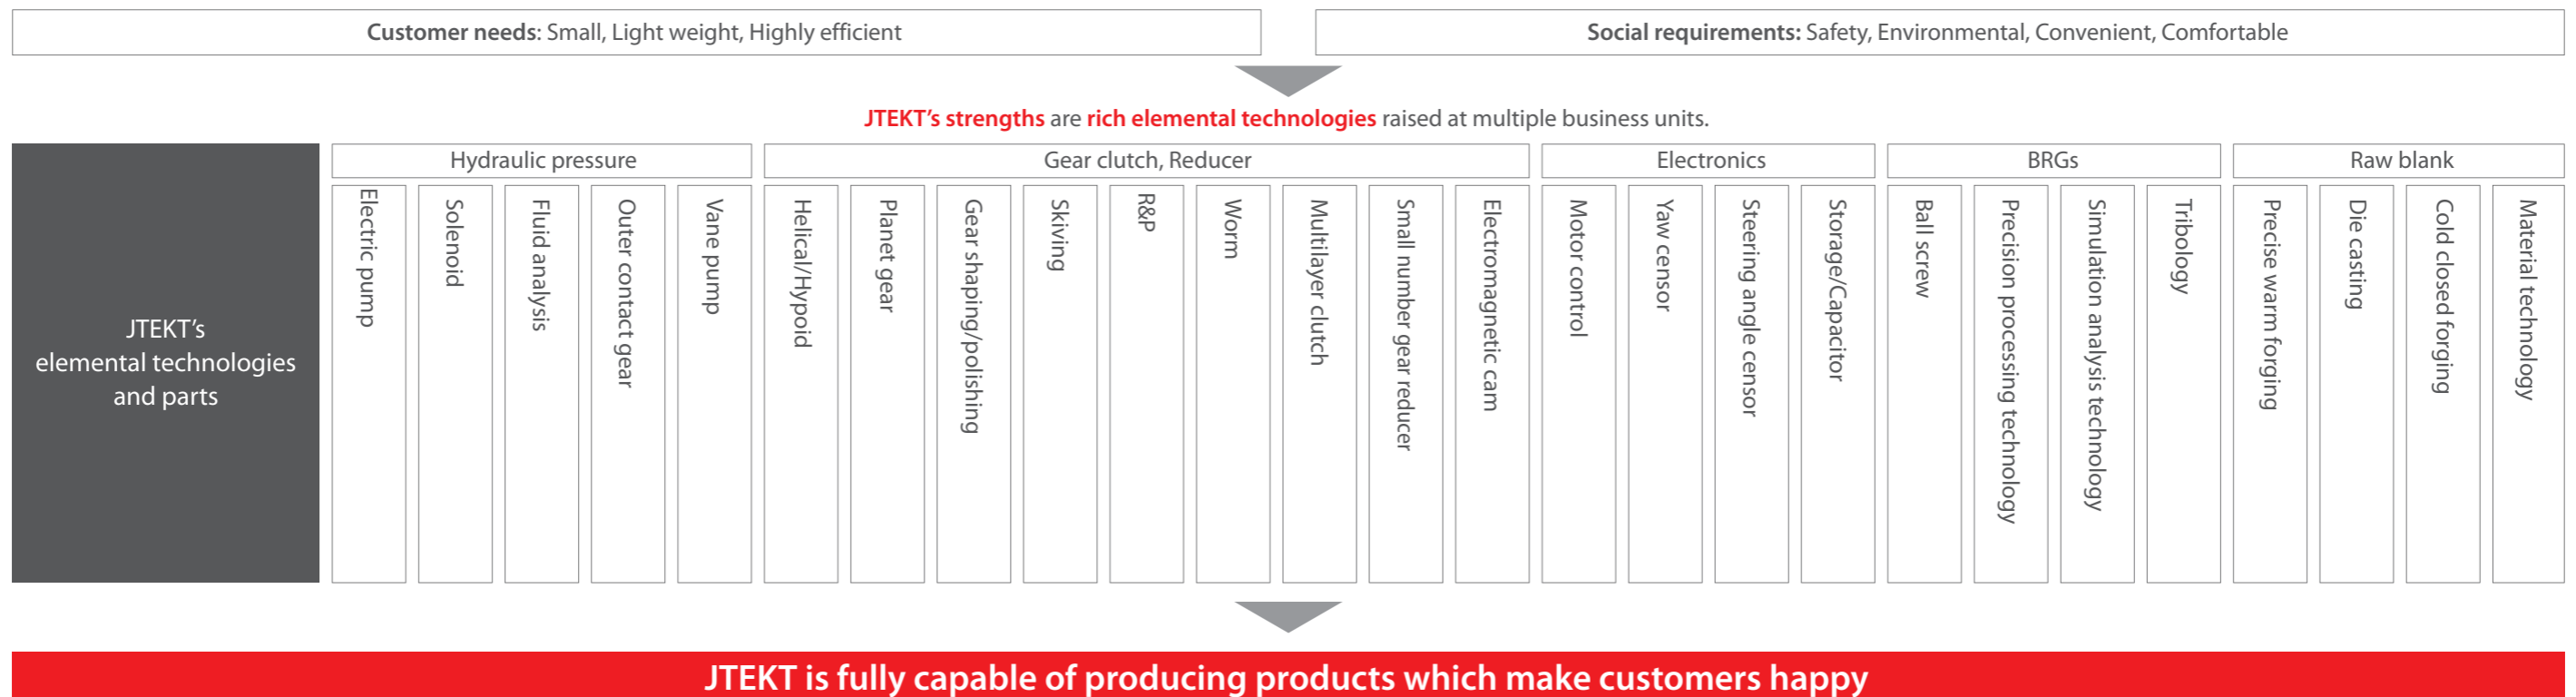 Customer needs: Small, Light weight, Highly efficient
Social requirements: Safety, Environmental, Convenient, Comfortable
JTEKT’s strengths are rich elemental technologies raised at multiple business units.
JTEKT’s
elemental technologies
and parts
Hydraulic pressure
Electric pump
Solenoid
Fluid analysis
Outer contact gear
Vane pump
Gear clutch, Reducer
Helical/Hypoid
Planet gear
Gear shaping/polishing
Skiving
R&P
Worm
Multilayer clutch
Small number gear reducer
Electromagnetic cam
Electronics
Motor control
Yaw censor
Steering angle censor
Storage/Capacitor
BRGs
Ball screw
Precision processing technology
Simulation analysis technology
Tribology
Raw blank
Precise warm forging
Die casting
Cold closed forging
Material technology
JTEKT is fully capable of producing products which make customers happy